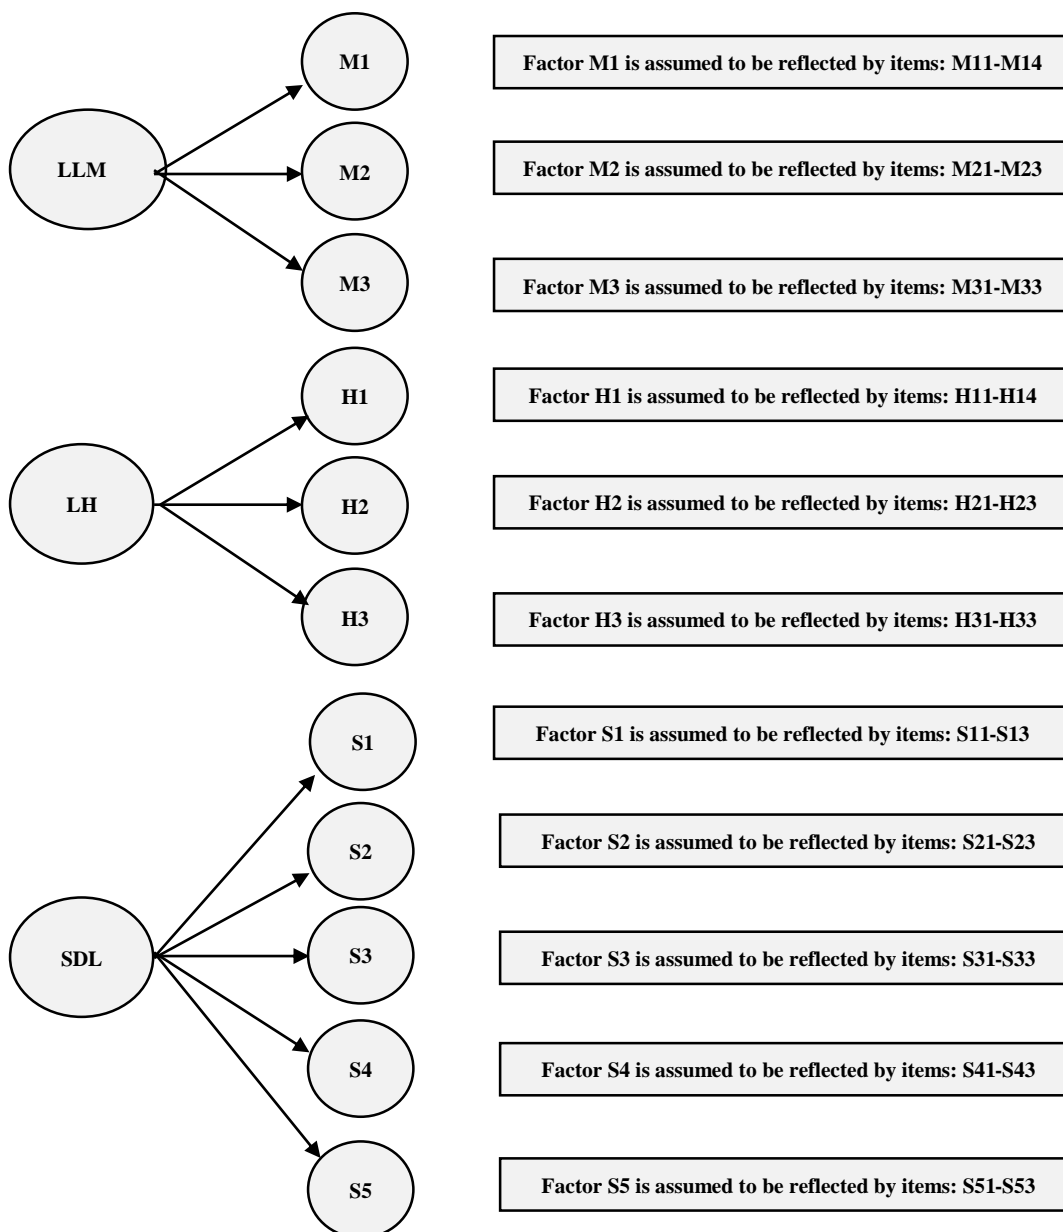 M1
Factor M1 is assumed to be reflected by items: M11-M14
LLM
M2
Factor M2 is assumed to be reflected by items: M21-M23
M3
Factor M3 is assumed to be reflected by items: M31-M33
H1
Factor H1 is assumed to be reflected by items: H11-H14
LH
H2
Factor H2 is assumed to be reflected by items: H21-H23
H3
Factor H3 is assumed to be reflected by items: H31-H33
S1
Factor S1 is assumed to be reflected by items: S11-S13
S2
Factor S2 is assumed to be reflected by items: S21-S23
SDL
S3
Factor S3 is assumed to be reflected by items: S31-S33
S4
Factor S4 is assumed to be reflected by items: S41-S43
S5
Factor S5 is assumed to be reflected by items: S51-S53